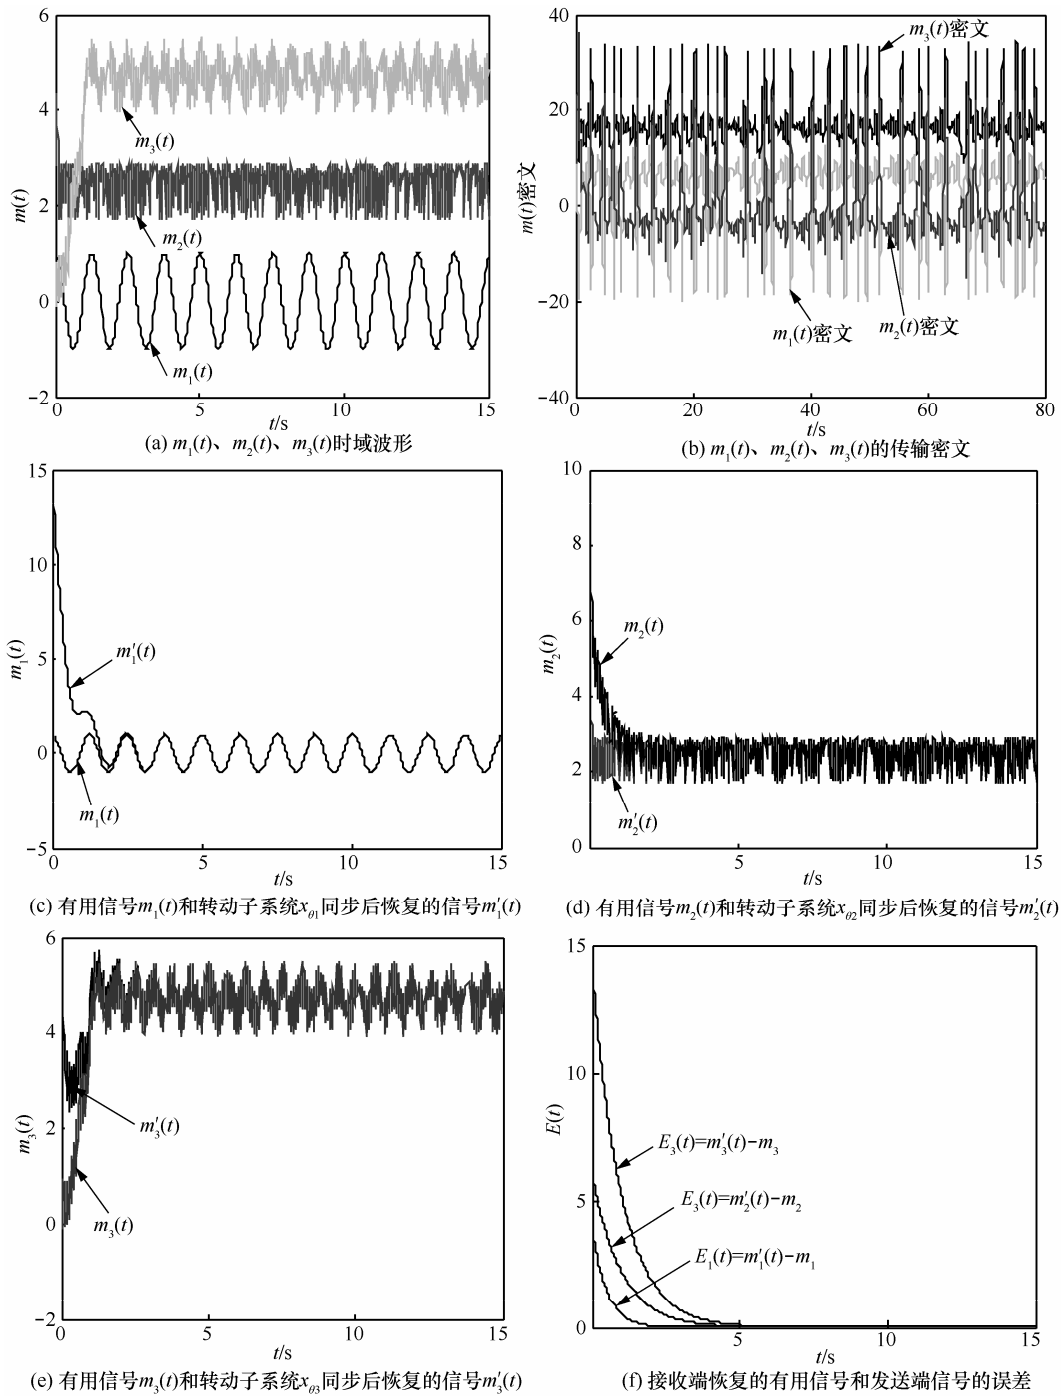 6
4
2
0
−2
m(t)
m3(t)
m2(t)
m1(t)
0
5
10
15
t/s
(a) m1(t)、m2(t)、m3(t)时域波形
40
20
0
−20
−40
m(t)密文
m3(t)密文
m1(t)密文
m2(t)密文
0
20
40
60
80
t/s
(b) m1(t)、m2(t)、m3(t)的传输密文
15
10
5
0
−5
m1(t)
m′1(t)
m1(t)
0
5
10
15
t/s
(c) 有用信号m1(t)和转动子系统xθ1同步后恢复的信号m′1(t)
10
8
6
4
2
0
m2(t)
m2(t)
m′2(t)
5
10
15
t/s
(d) 有用信号m2(t)和转动子系统xθ2同步后恢复的信号m′2(t)
6
4
2
0
−2
m3(t)
m′3(t)
m3(t)
0
5
10
15
t/s
(e) 有用信号m3(t)和转动子系统xθ3同步后恢复的信号m′3(t)
15
10
5
0
E(t)
E3(t)=m′3(t)−m3
E3(t)=m′2(t)−m2
E1(t)=m′1(t)−m1
5
10
15
t/s
(f) 接收端恢复的有用信号和发送端信号的误差